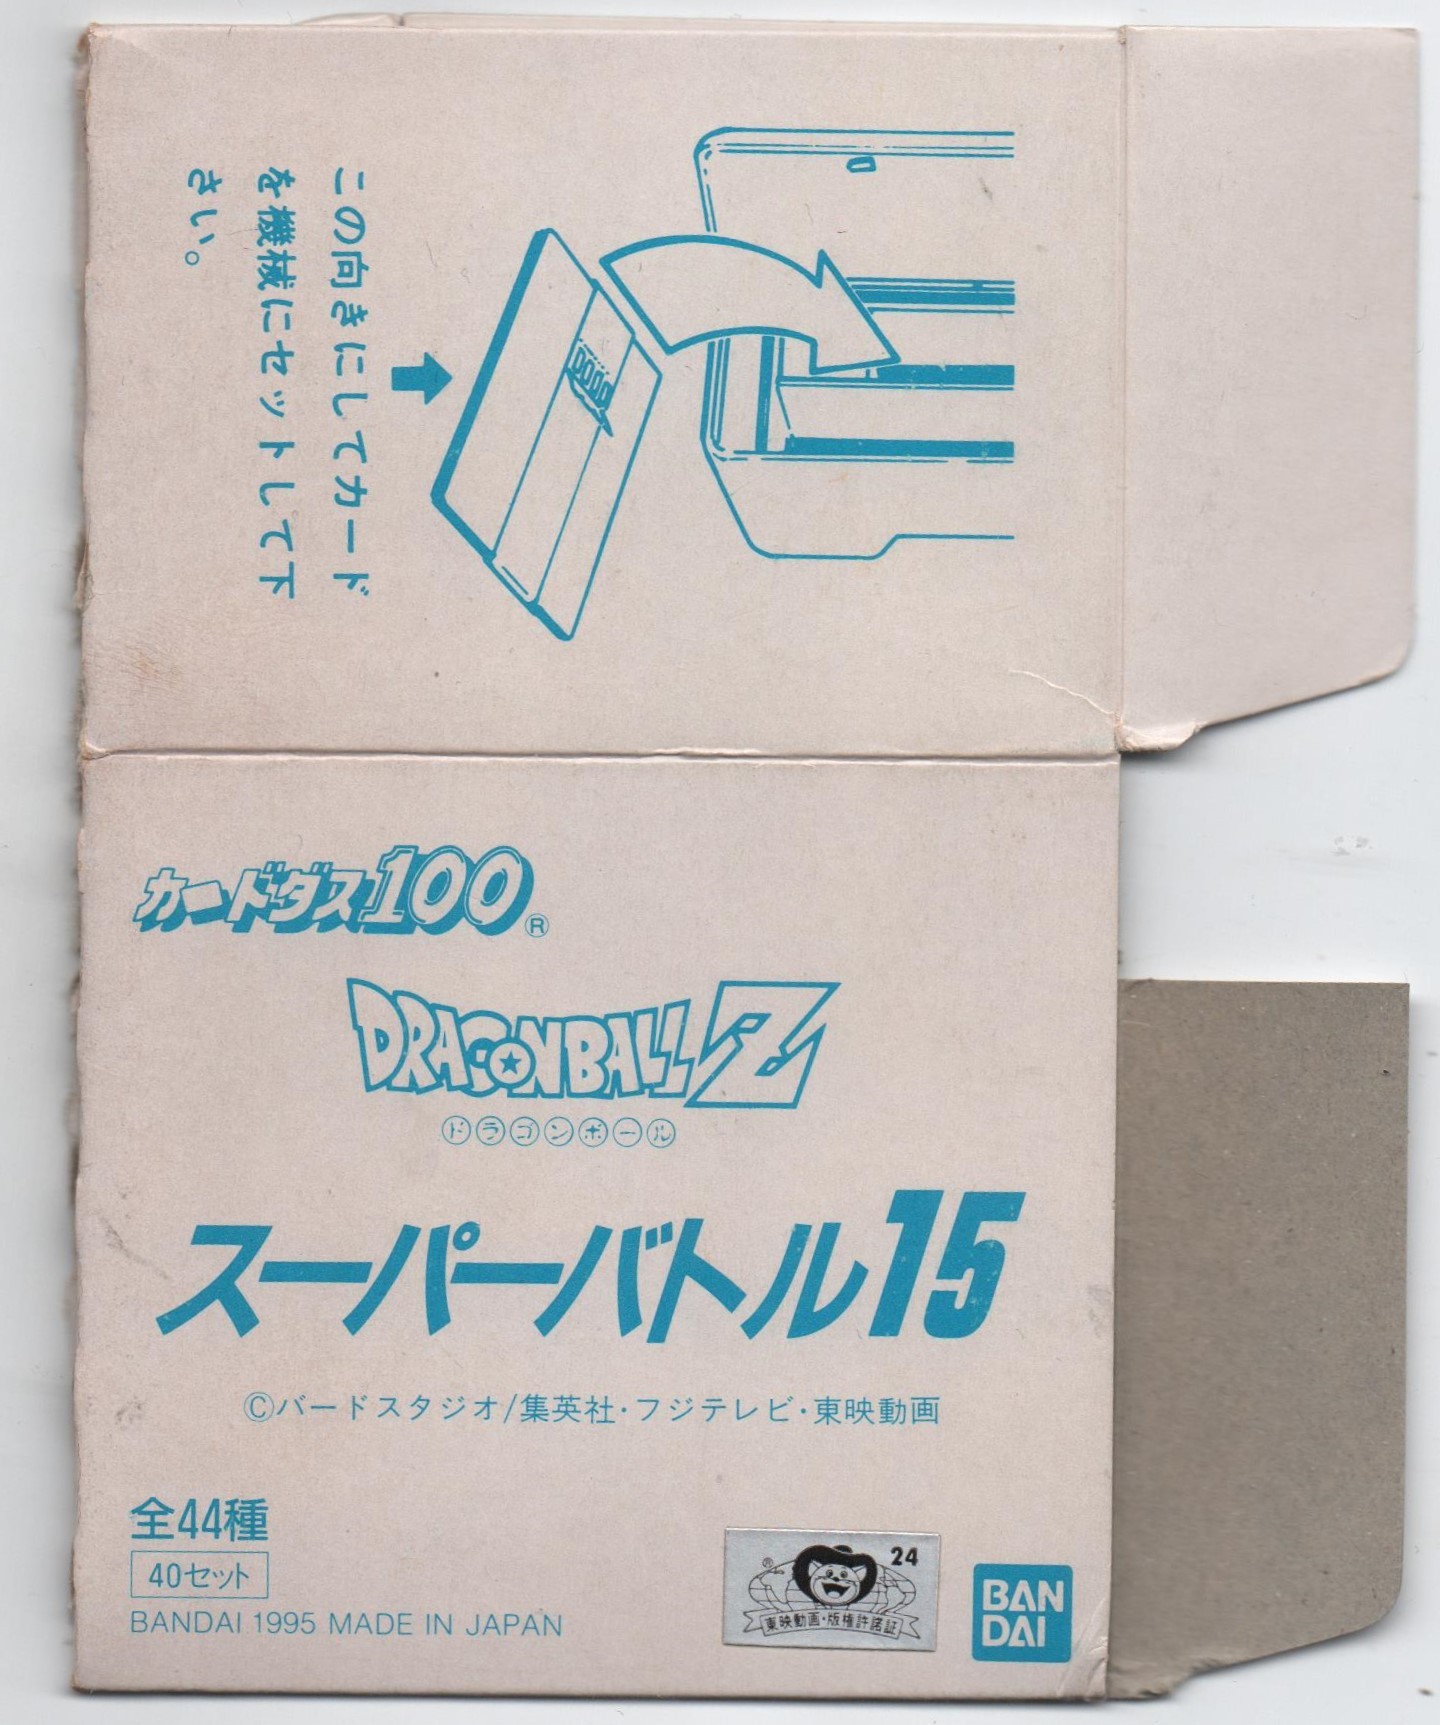 この向きにしてカード
を機械にセットして下
さい。
カードダス100®
DRAGONBALL Z
ドラゴンボール
スーパーバトル15
©バードスタジオ/集英社・フジテレビ・東映動画
全44種
40セット
BANDAI 1995 MADE IN JAPAN
® 24
東映動画・版権許諾証
BAN
DAI